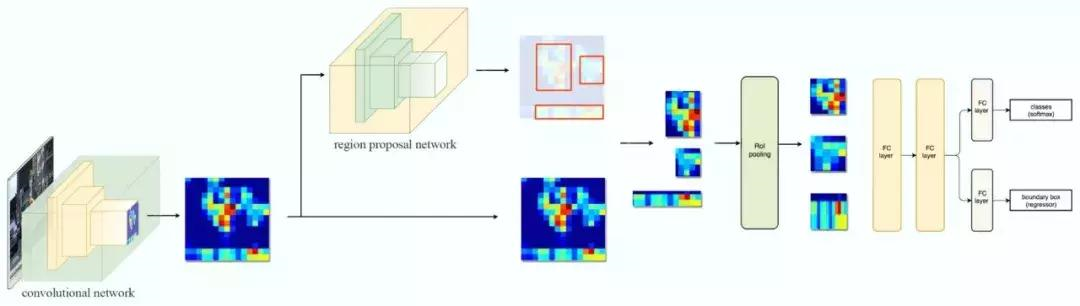 region proposal network
convolutional network
RoI
pooling
FC
layer
FC
layer
FC
layer
classes
(softmax)
FC
layer
boundary box
(regressor)